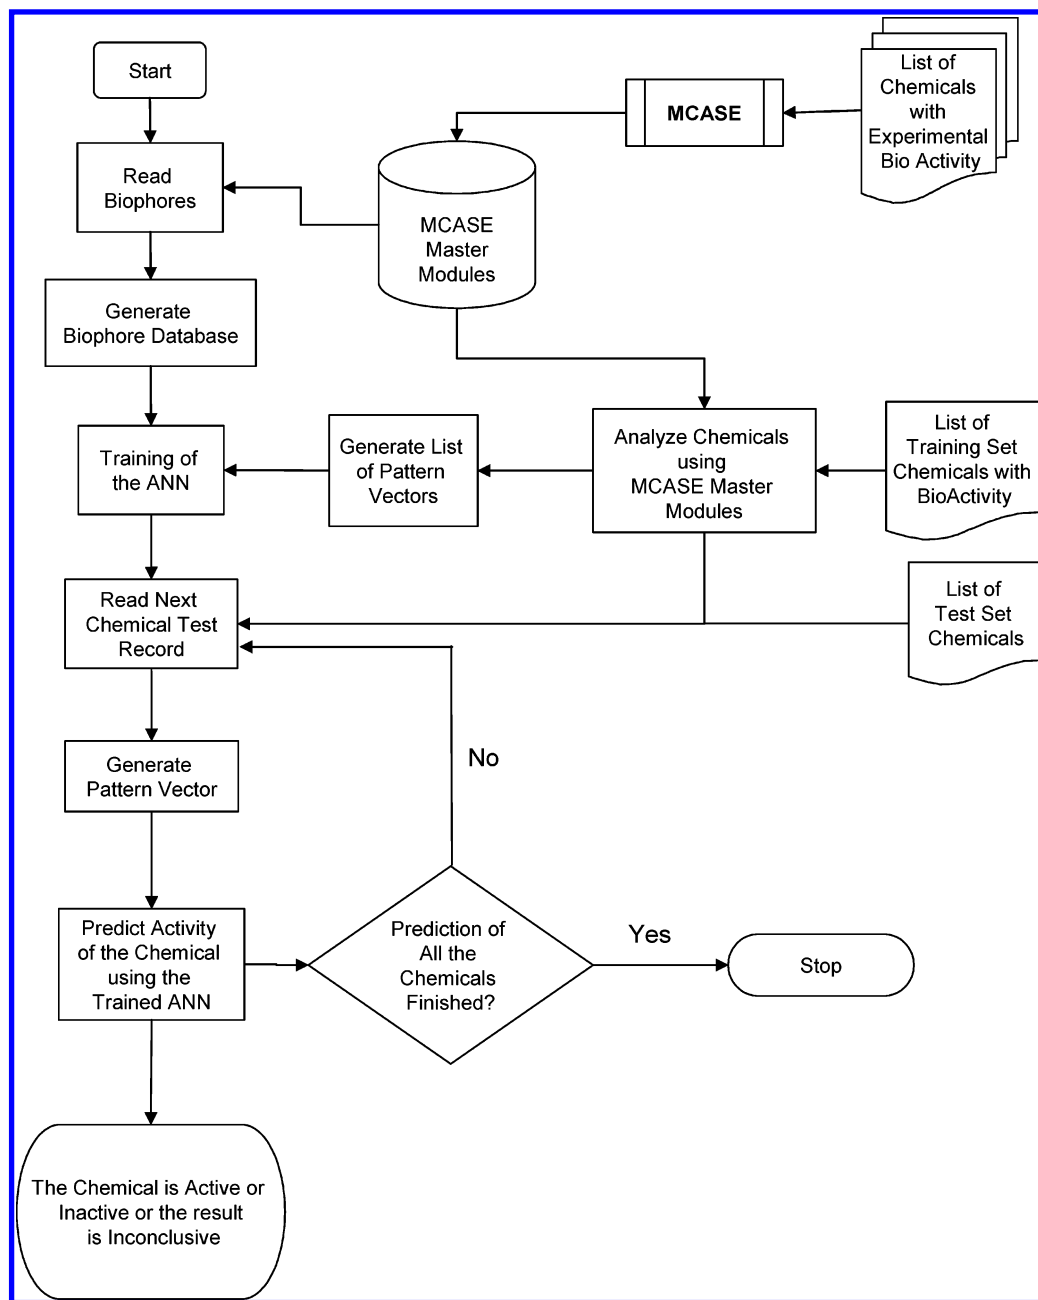 Start
List of
Chemicals
with
Experimental
Bio Activity
MCASE
Read
Biophores
MCASE
Master
Modules
Generate
Biophore Database
Training of
the ANN
Generate List
of Pattern
Vectors
Analyze Chemicals
using
MCASE Master
Modules
List of
Training Set
Chemicals with
BioActivity
Read Next
Chemical Test
Record
List of
Test Set
Chemicals
No
Generate
Pattern Vector
Predict Activity
of the Chemical
using the
Trained ANN
Prediction of
All the
Chemicals
Finished?
Yes
Stop
The Chemical is Active or
Inactive or the result
is Inconclusive